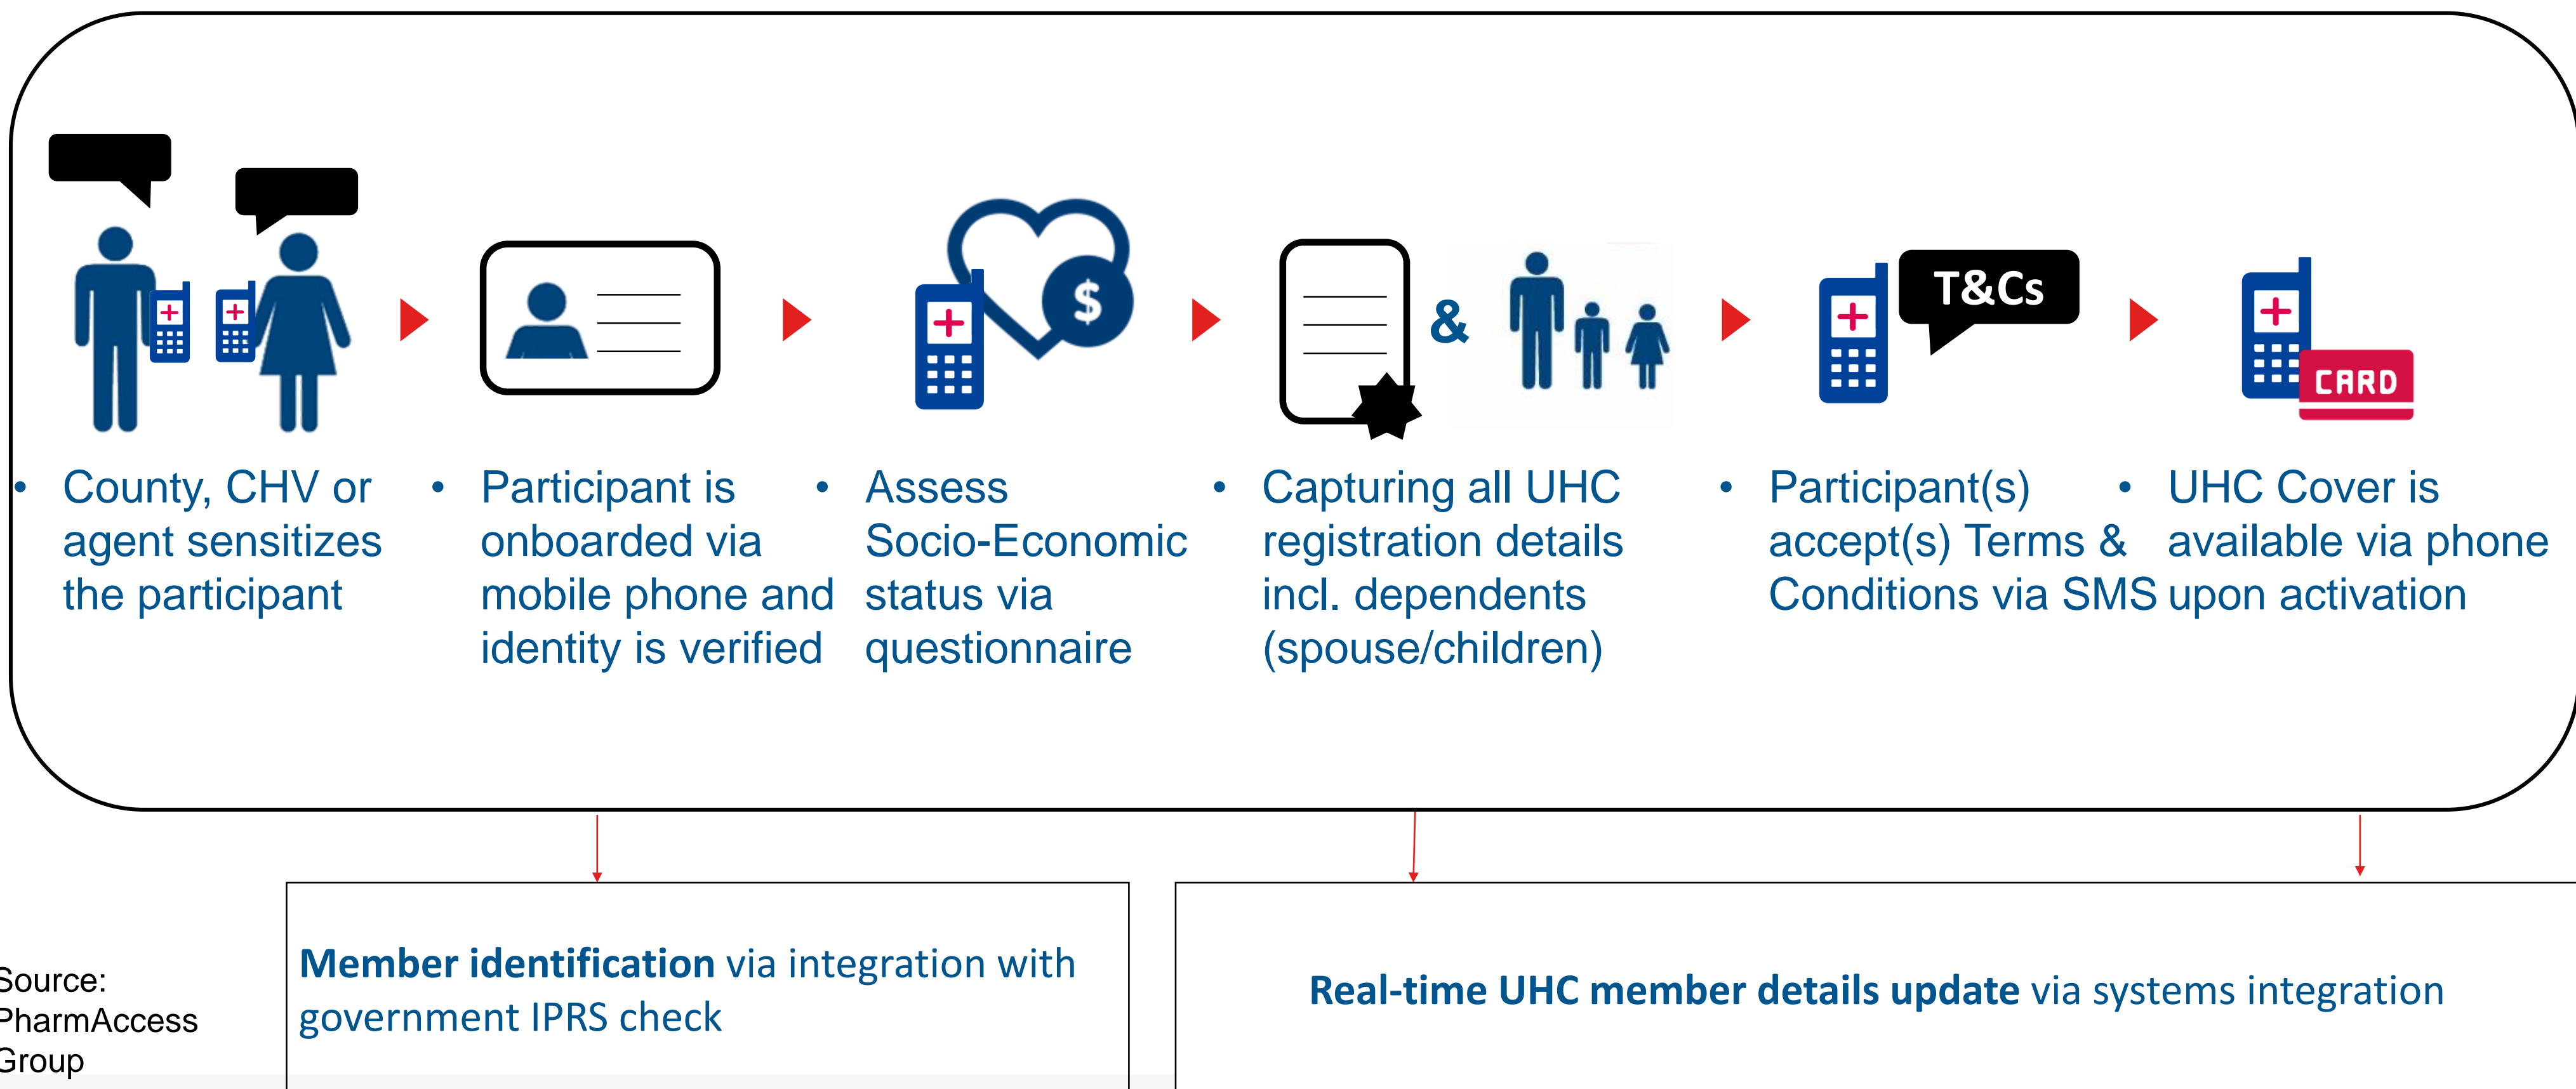 T&Cs
&
$
CARD
• County, CHV or
agent sensitizes
the participant
• Participant is
onboarded via
mobile phone and
identity is verified
• Assess
Socio-Economic
status via
questionnaire
• Capturing all UHC
registration details
incl. dependents
(spouse/children)
• Participant(s)
accept(s) Terms &
Conditions via SMS
• UHC Cover is
available via phone
upon activation
Source:
PharmAccess
Group
Member identification via integration with
government IPRS check
Real-time UHC member details update via systems integration